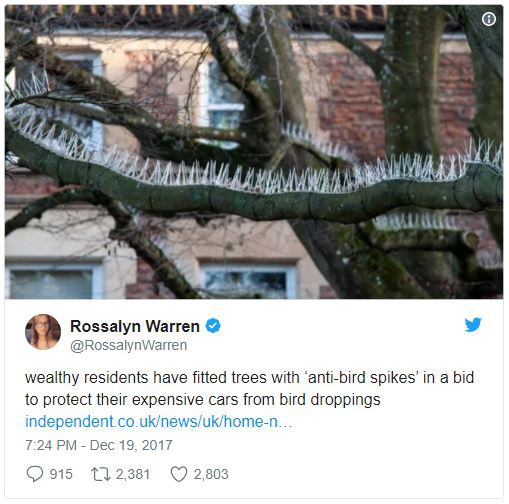 Rossalyn Warren
@RossalynWarren
wealthy residents have fitted trees with ‘anti-bird spikes’ in a bid
to protect their expensive cars from bird droppings
independent.co.uk/news/uk/home-n...
7:24 PM - Dec 19, 2017
915 2,381 2,803